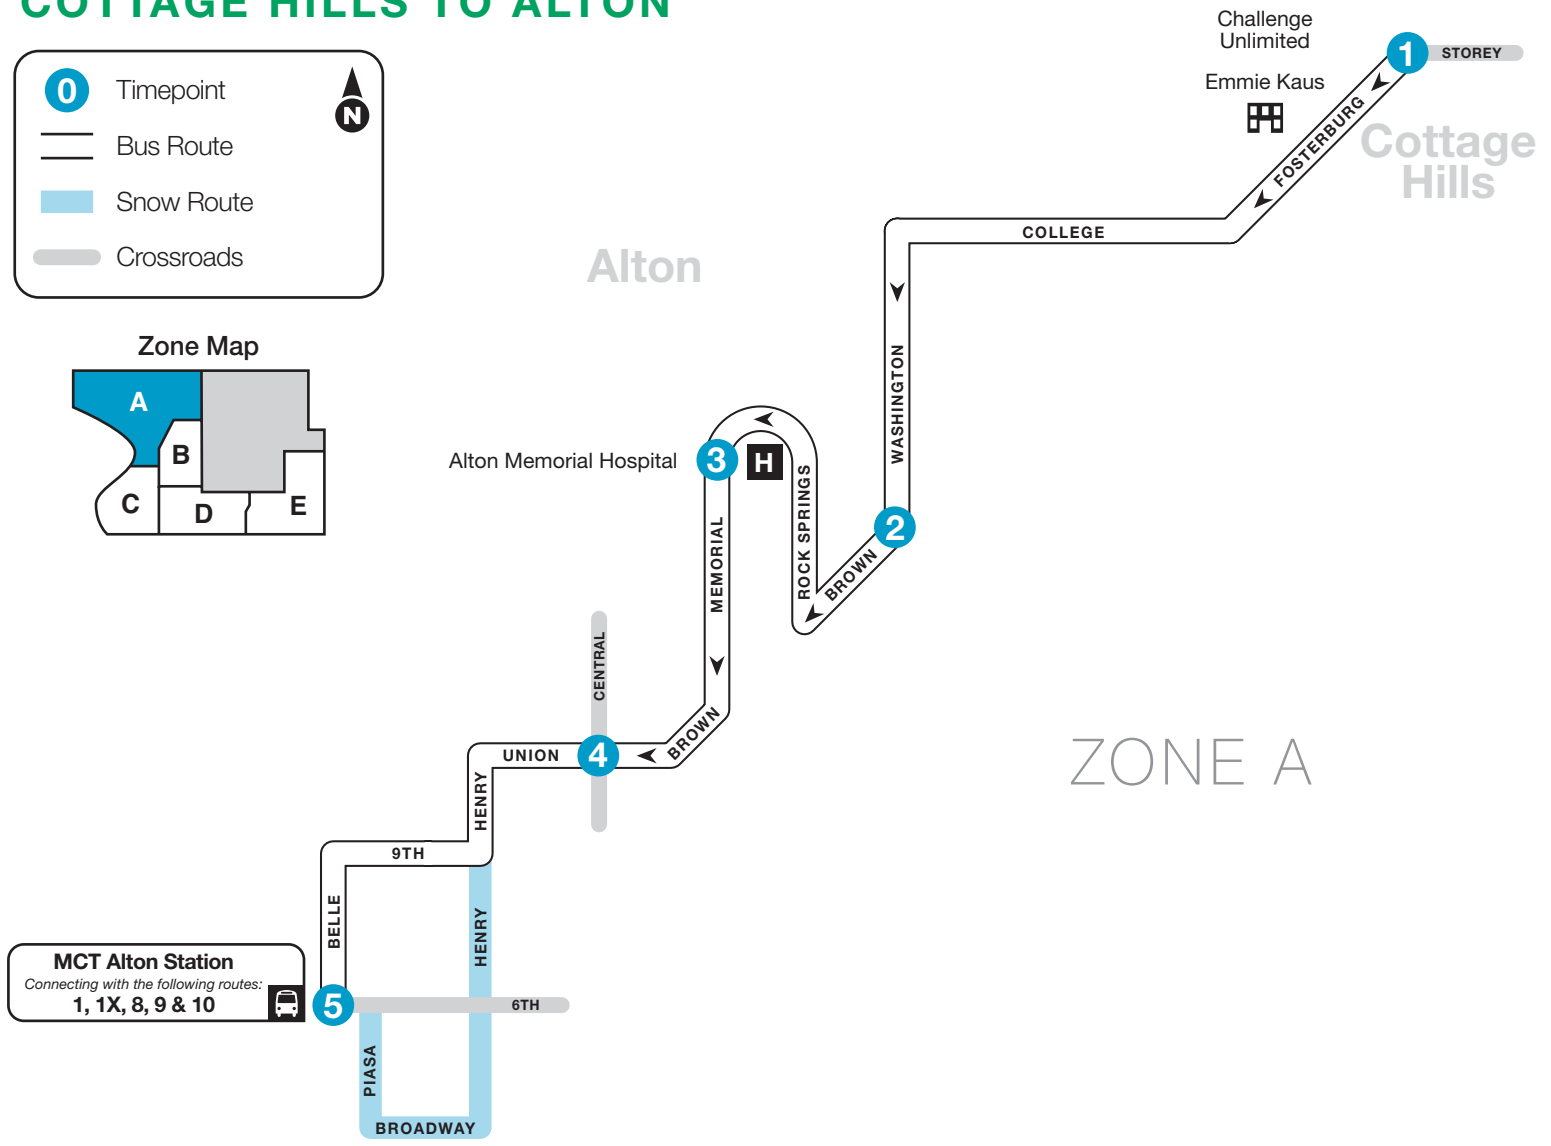 COTTAGE HILLS TO ALTON
0 Timepoint
N
Bus Route
Snow Route
Crossroads
Zone Map
A
B
C
D
E
Challenge
Unlimited
Emmie Kaus
1
STOREY
FOSTERBURG
Cottage
Hills
COLLEGE
Alton
WASHINGTON
2
BROWN
ROCK SPRINGS
Alton Memorial Hospital
3
H
MEMORIAL
BROWN
CENTRAL
4
UNION
HENRY
9TH
BELLE
HENRY
MCT Alton Station
Connecting with the following routes:
1, 1X, 8, 9 & 10
5
6TH
PIASA
BROADWAY
ZONE A